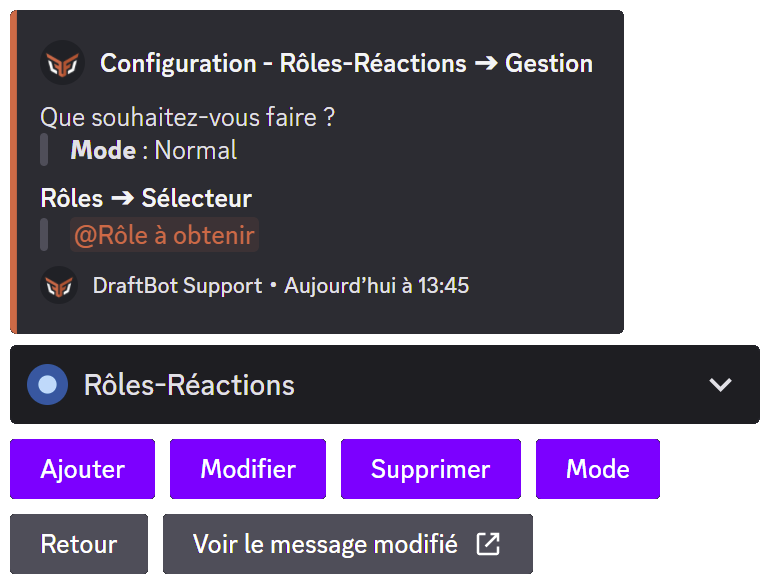 Configuration - Rôles-Réactions ➔ Gestion
Que souhaitez-vous faire ?
Mode : Normal
Rôles ➔ Sélecteur
@Rôle à obtenir
DraftBot Support • Aujourd’hui à 13:45
Rôles-Réactions
Ajouter Modifier Supprimer Mode
Retour Voir le message modifié